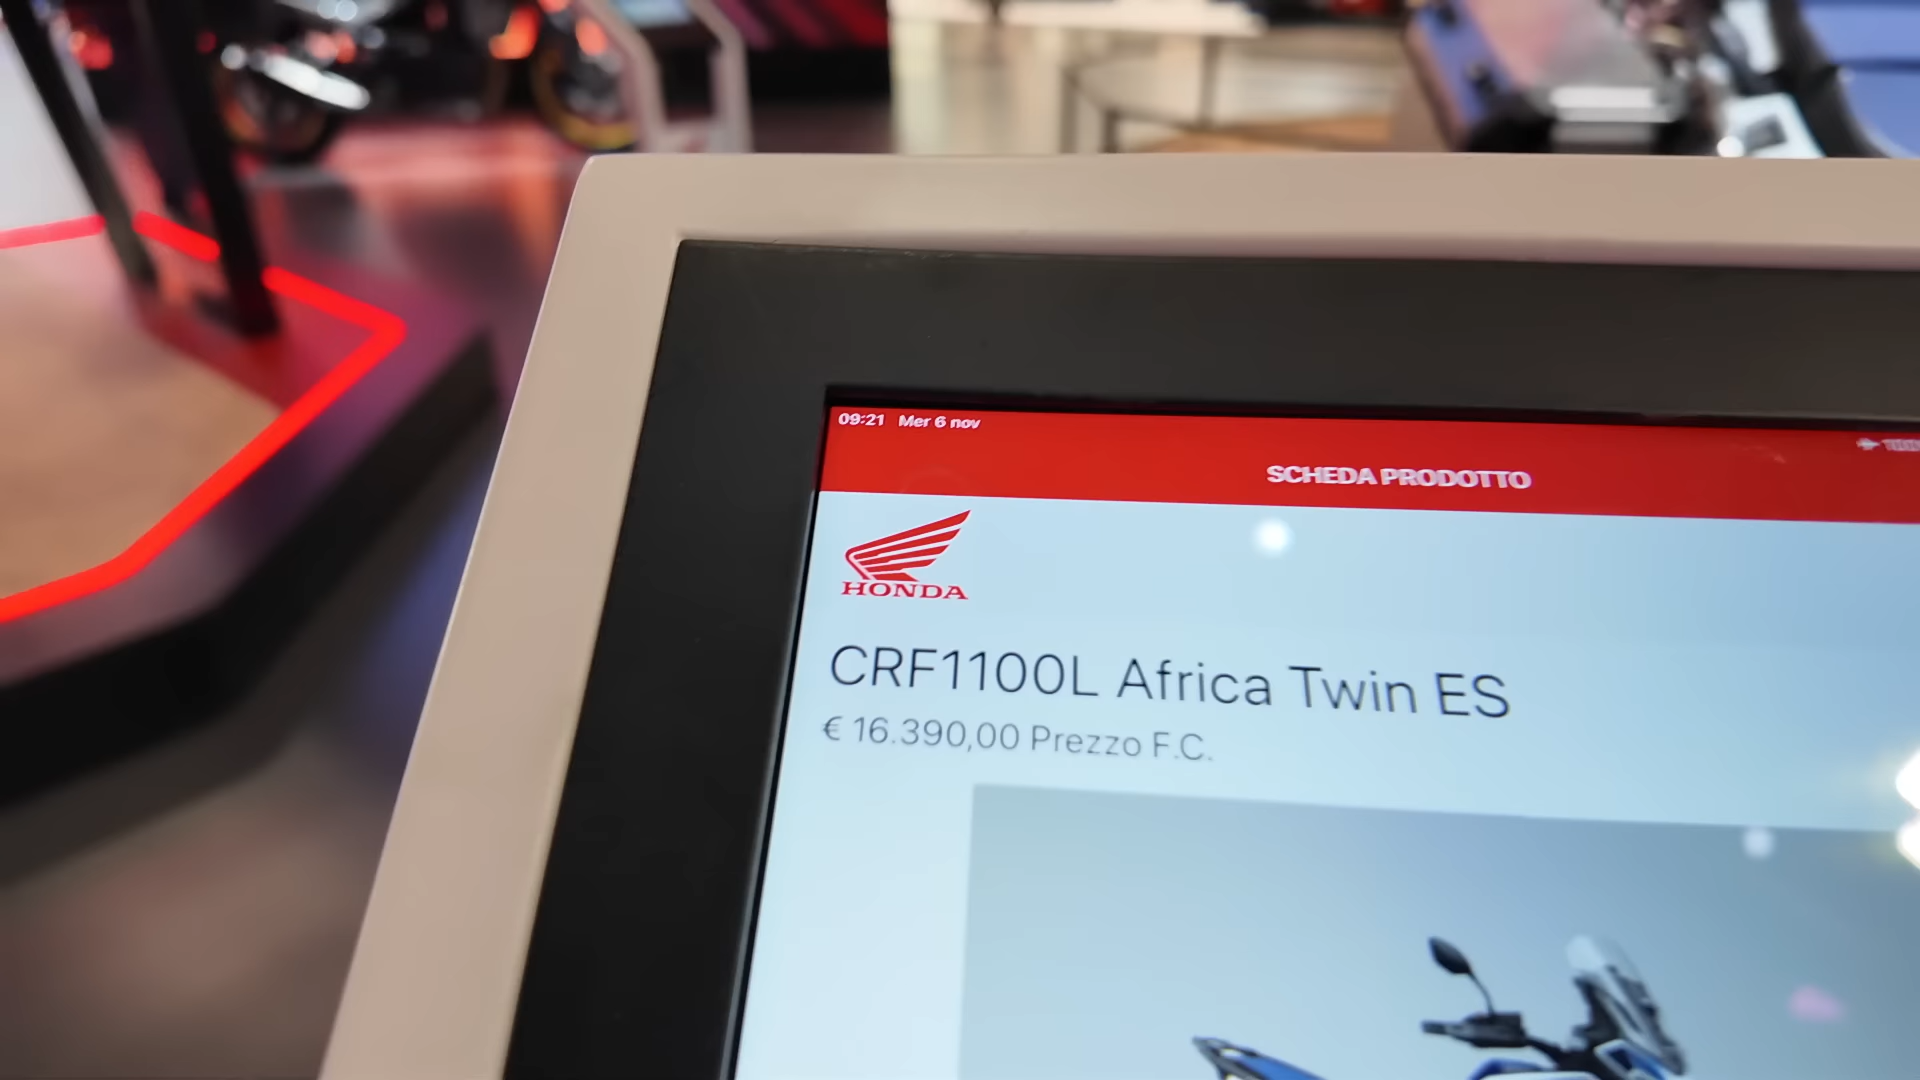 09:21 Mer 6 nov
SCHEDA PRODOTTO
HONDA
CRF1100L Africa Twin ES
€ 16.390,00 Prezzo F.C.